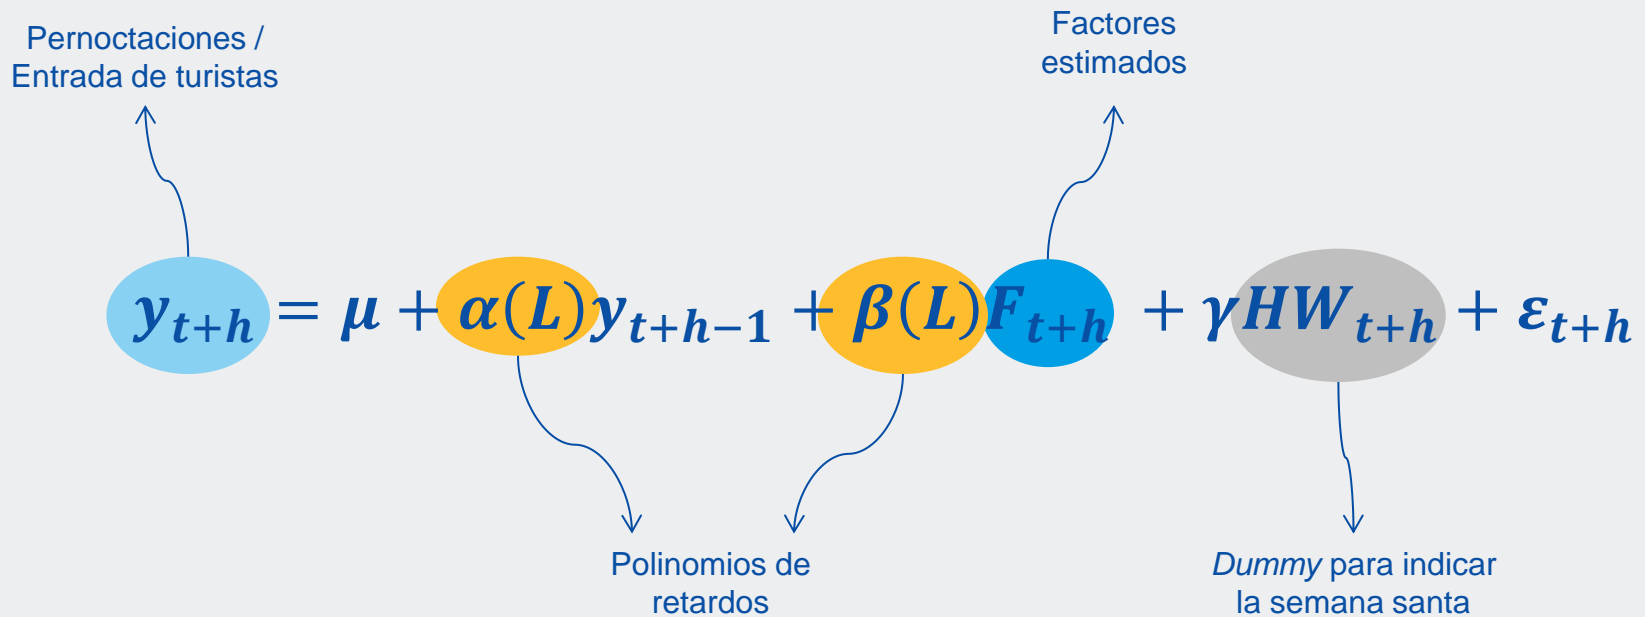 Pernoctaciones /
Entrada de turistas
Factores
estimados
y_{t+h} = μ + α(L)y_{t+h−1} + β(L)F_{t+h} + γHW_{t+h} + ε_{t+h}
Polinomios de
retardos
Dummy para indicar
la semana santa